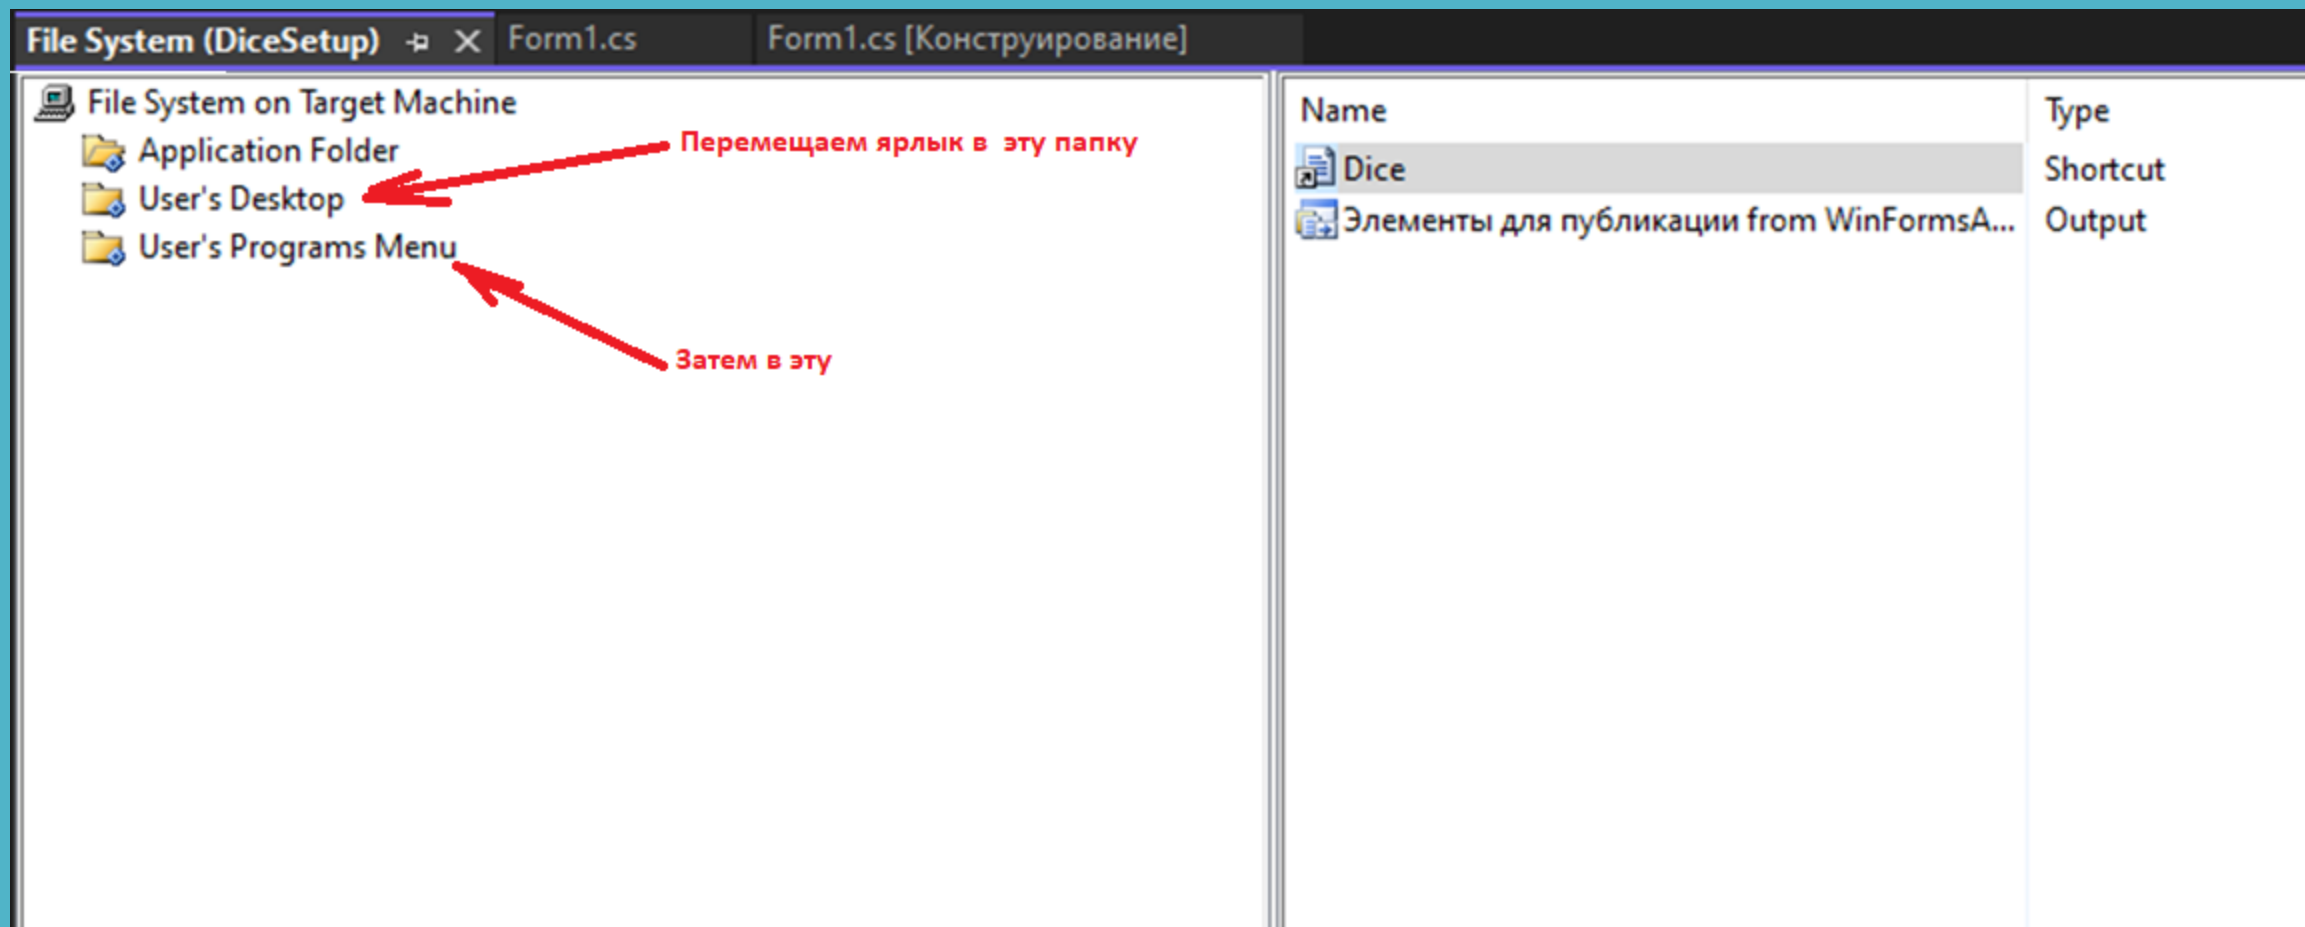 File System (DiceSetup)
Form1.cs
Form1.cs [Конструирование]
File System on Target Machine
Application Folder
User's Desktop
User's Programs Menu
Перемещаем ярлык в эту папку
Затем в эту
Name
Type
Dice
Shortcut
Элементы для публикации from WinFormsA...
Output